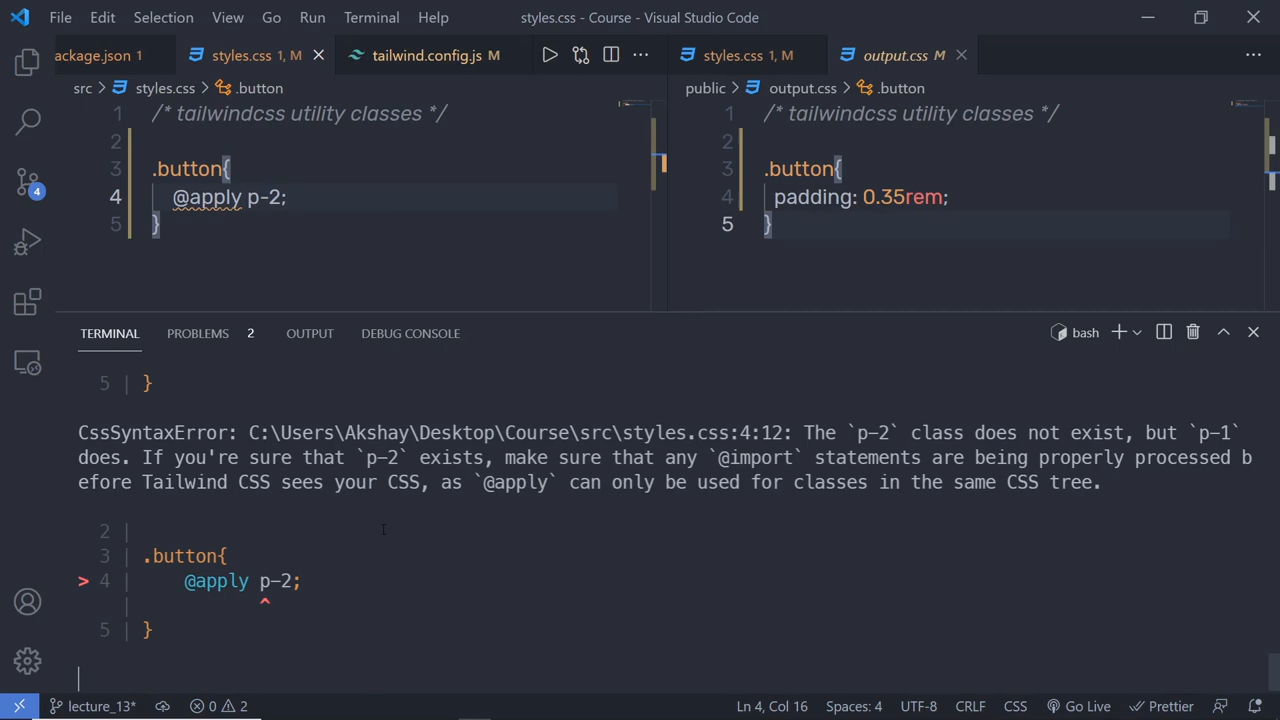 File Edit Selection View Go Run Terminal Help styles.css - Course - Visual Studio Code
ackage.json 1 styles.css 1, M tailwind.config.js M styles.css 1, M output.css M
src > styles.css > .button public > output.css > .button
1 /* tailwindcss utility classes */ 1 /* tailwindcss utility classes */
2 2
3 .button{ 3 .button{
4 @apply p-2; 4 padding: 0.35rem;
5 } 5 }
TERMINAL PROBLEMS 2 OUTPUT DEBUG CONSOLE bash
5 | }
CssSyntaxError: C:\Users\Akshay\Desktop\Course\src\styles.css:4:12: The `p-2` class does not exist, but `p-1`
does. If you're sure that `p-2` exists, make sure that any `@import` statements are being properly processed b
efore Tailwind CSS sees your CSS, as `@apply` can only be used for classes in the same CSS tree.
2 |
3 | .button{
> 4 | @apply p-2;
| ^
5 | }
4
lecture_13* 0 2 Ln 4, Col 16 Spaces: 4 UTF-8 CRLF CSS Go Live Prettier